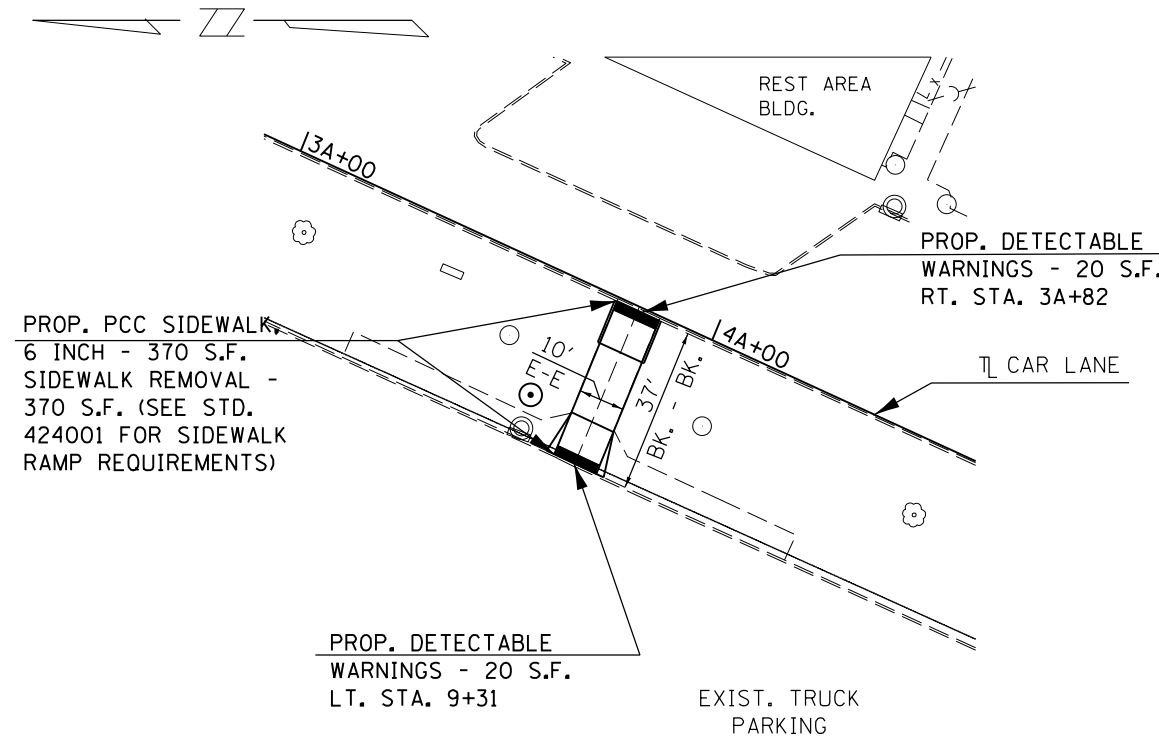 REST AREA
BLDG.
3A+00
PROP. DETECTABLE
WARNINGS - 20 S.F.
RT. STA. 3A+82
PROP. PCC SIDEWALK,
6 INCH - 370 S.F.
SIDEWALK REMOVAL -
370 S.F. (SEE STD.
424001 FOR SIDEWALK
RAMP REQUIREMENTS)
10'
E-E
37'
BK. - BK.
4A+00
CAR LANE
PROP. DETECTABLE
WARNINGS - 20 S.F.
LT. STA. 9+31
EXIST. TRUCK
PARKING